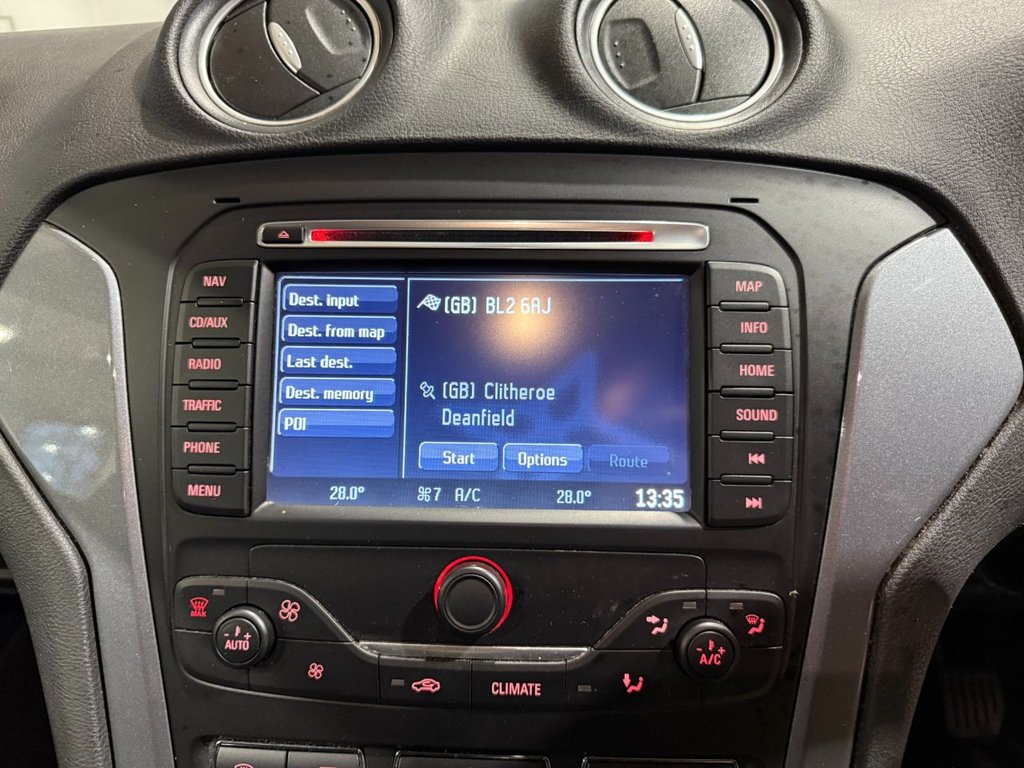 NAV
CD/AUX
RADIO
TRAFFIC
PHONE
MENU
Dest. input
Dest. from map
Last dest.
Dest. memory
POI
(GB) BL2 6AJ
(GB) Clitheroe
Deanfield
Start
Options
Route
28.0°
7 A/C
28.0°
13:35
MAP
INFO
HOME
SOUND
MAX
- +
AUTO
CLIMATE
- +
A/C